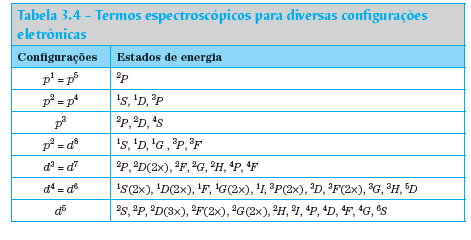 Tabela 3.4 – Termos espectroscópicos para diversas configurações
eletrônicas
Configurações Estados de energia
p¹ = p⁵ ²P
p² = p⁴ ¹S, ¹D, ³P
p³ ²P, ²D, ⁴S
p² = d⁸ ¹S, ¹D, ¹G , ³P, ³F
d³ = d⁷ ²P, ²D(2×), ²F, ²G, ²H, ⁴P, ⁴F
d⁴ = d⁶ ¹S(2×), ¹D(2×), ¹F, ¹G(2×), ¹I, ³P(2×), ³D, ³F(2×), ³G, ³H, ⁵D
d⁵ ²S, ²P, ²D(3×), ²F(2×), ²G(2×), ²H, ²I, ⁴P, ⁴D, ⁴F, ⁴G, ⁶S